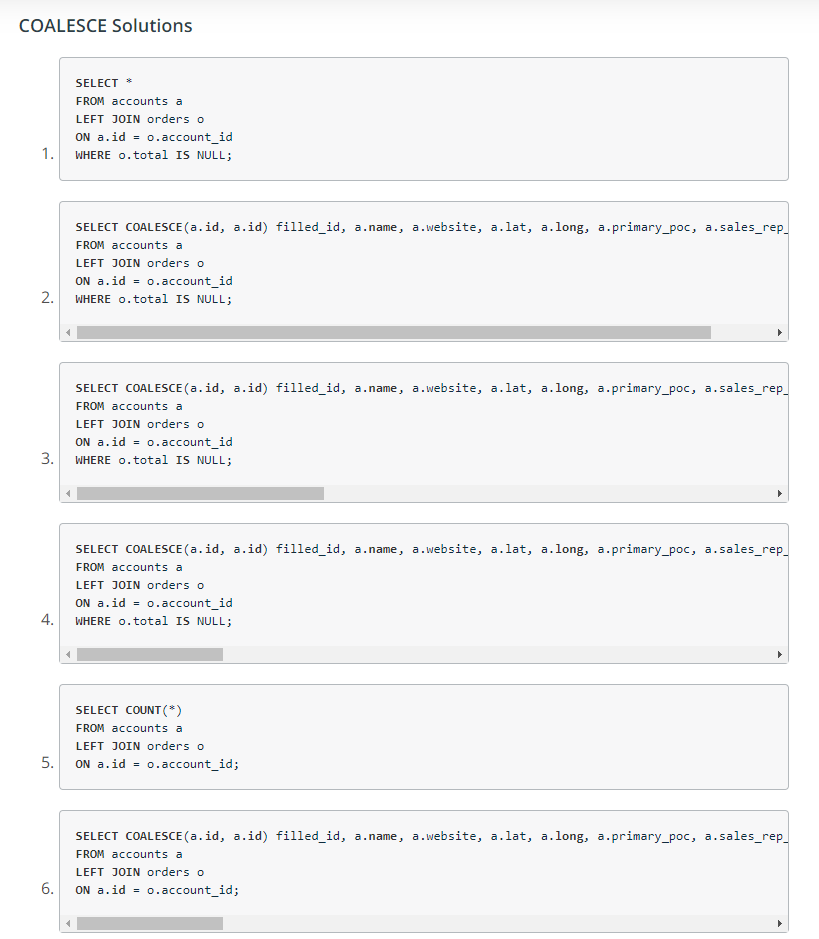 COALESCE Solutions
1.
SELECT *
FROM accounts a
LEFT JOIN orders o
ON a.id = o.account_id
WHERE o.total IS NULL;
2.
SELECT COALESCE(a.id, a.id) filled_id, a.name, a.website, a.lat, a.long, a.primary_poc, a.sales_rep_
FROM accounts a
LEFT JOIN orders o
ON a.id = o.account_id
WHERE o.total IS NULL;
3.
SELECT COALESCE(a.id, a.id) filled_id, a.name, a.website, a.lat, a.long, a.primary_poc, a.sales_rep_
FROM accounts a
LEFT JOIN orders o
ON a.id = o.account_id
WHERE o.total IS NULL;
4.
SELECT COALESCE(a.id, a.id) filled_id, a.name, a.website, a.lat, a.long, a.primary_poc, a.sales_rep_
FROM accounts a
LEFT JOIN orders o
ON a.id = o.account_id
WHERE o.total IS NULL;
5.
SELECT COUNT(*)
FROM accounts a
LEFT JOIN orders o
ON a.id = o.account_id;
6.
SELECT COALESCE(a.id, a.id) filled_id, a.name, a.website, a.lat, a.long, a.primary_poc, a.sales_rep_
FROM accounts a
LEFT JOIN orders o
ON a.id = o.account_id;